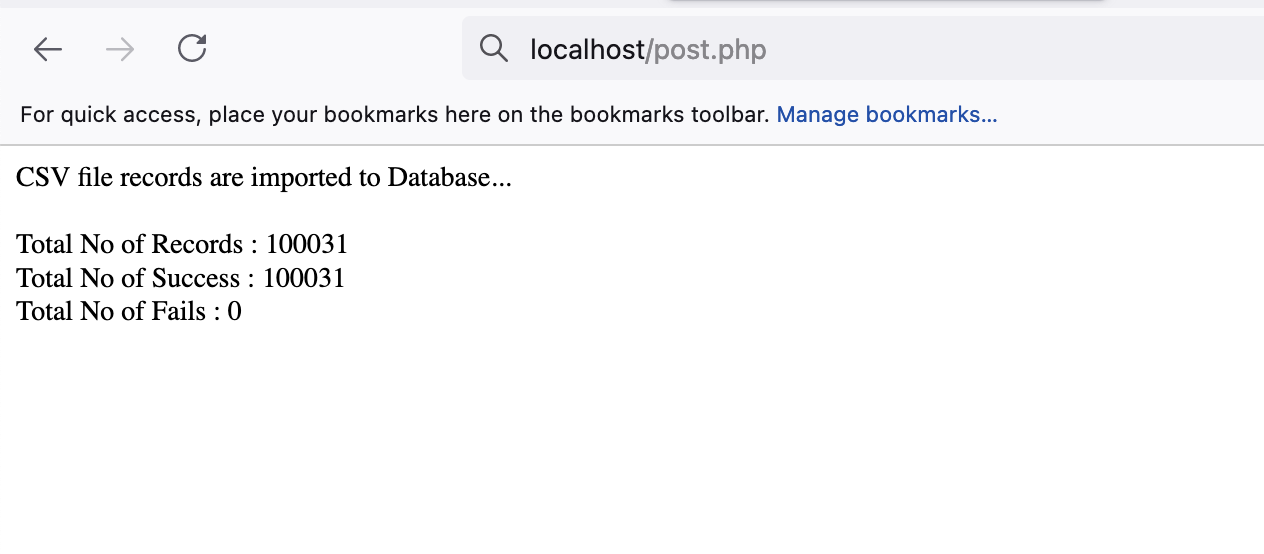 localhost/post.php
For quick access, place your bookmarks here on the bookmarks toolbar. Manage bookmarks...
CSV file records are imported to Database...
Total No of Records : 100031
Total No of Success : 100031
Total No of Fails : 0